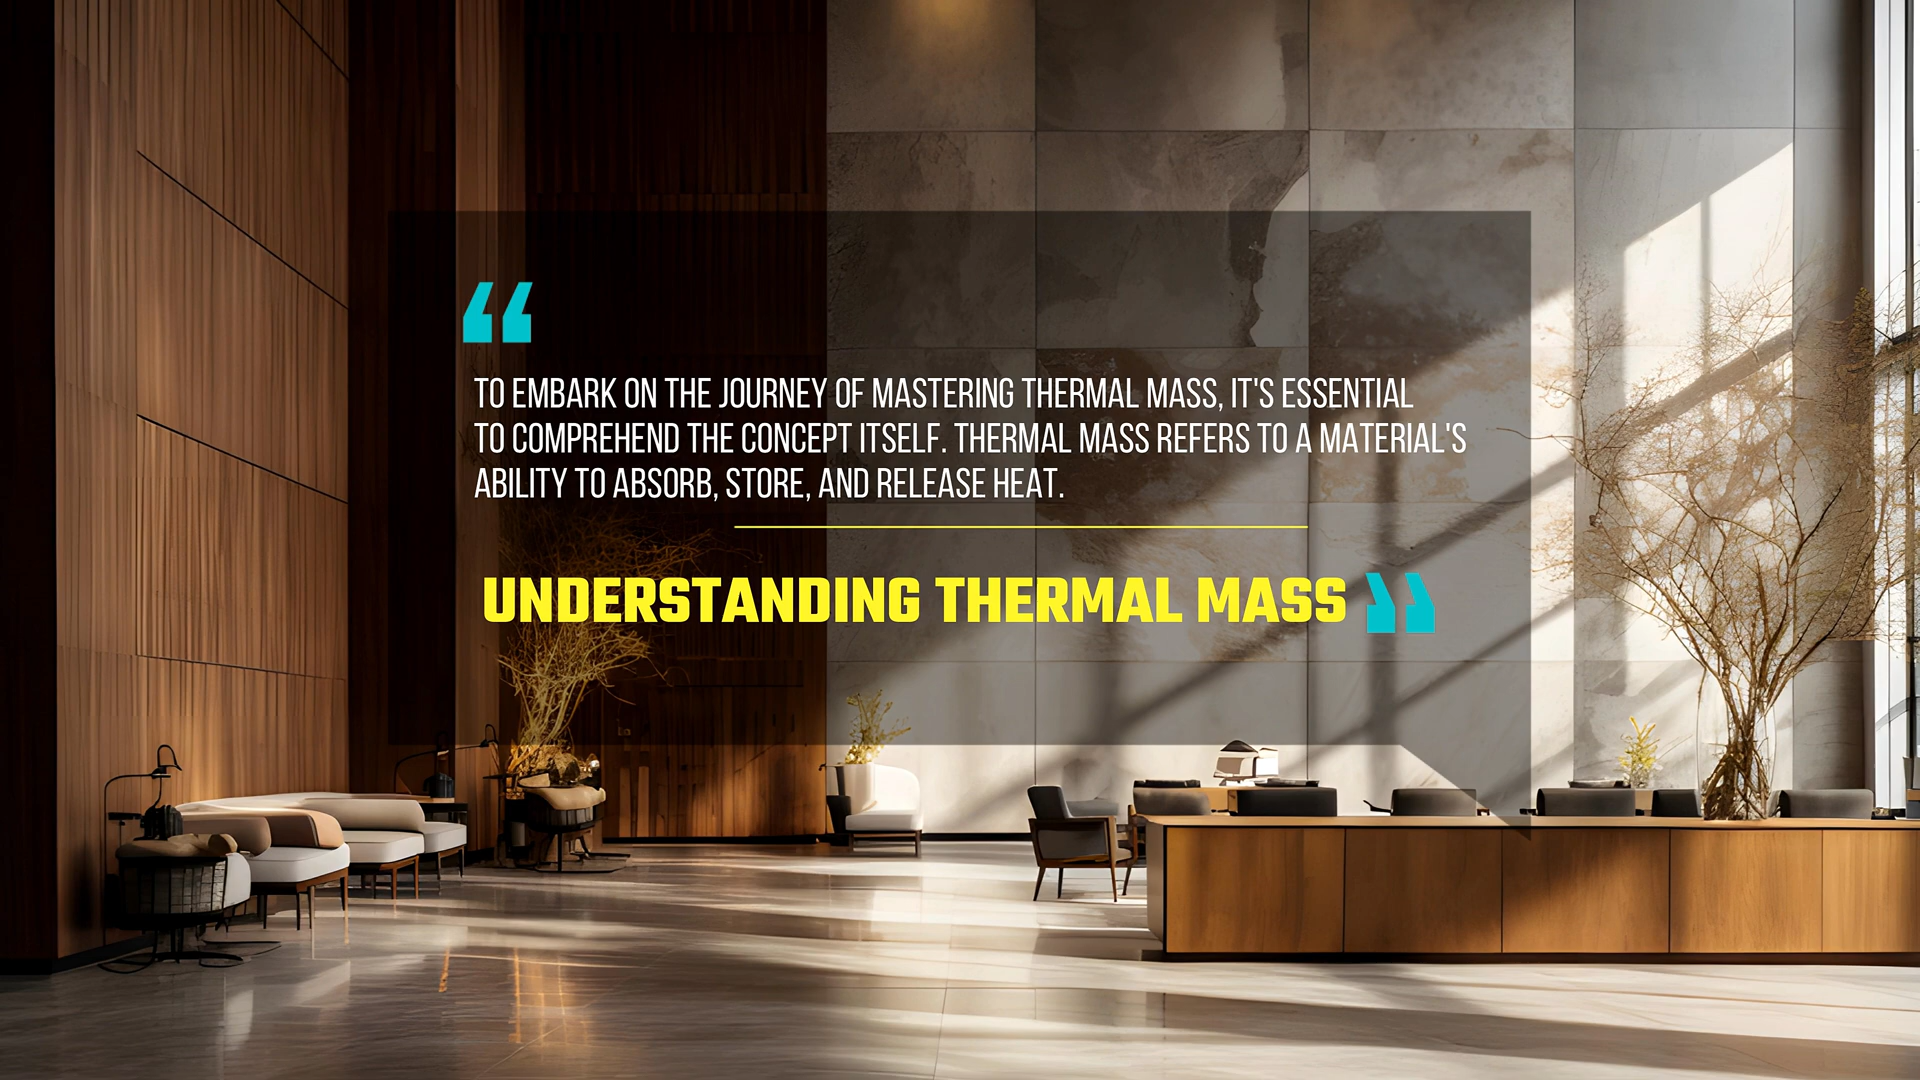 “
TO EMBARK ON THE JOURNEY OF MASTERING THERMAL MASS, IT'S ESSENTIAL
TO COMPREHEND THE CONCEPT ITSELF. THERMAL MASS REFERS TO A MATERIAL'S
ABILITY TO ABSORB, STORE, AND RELEASE HEAT.
UNDERSTANDING THERMAL MASS ”